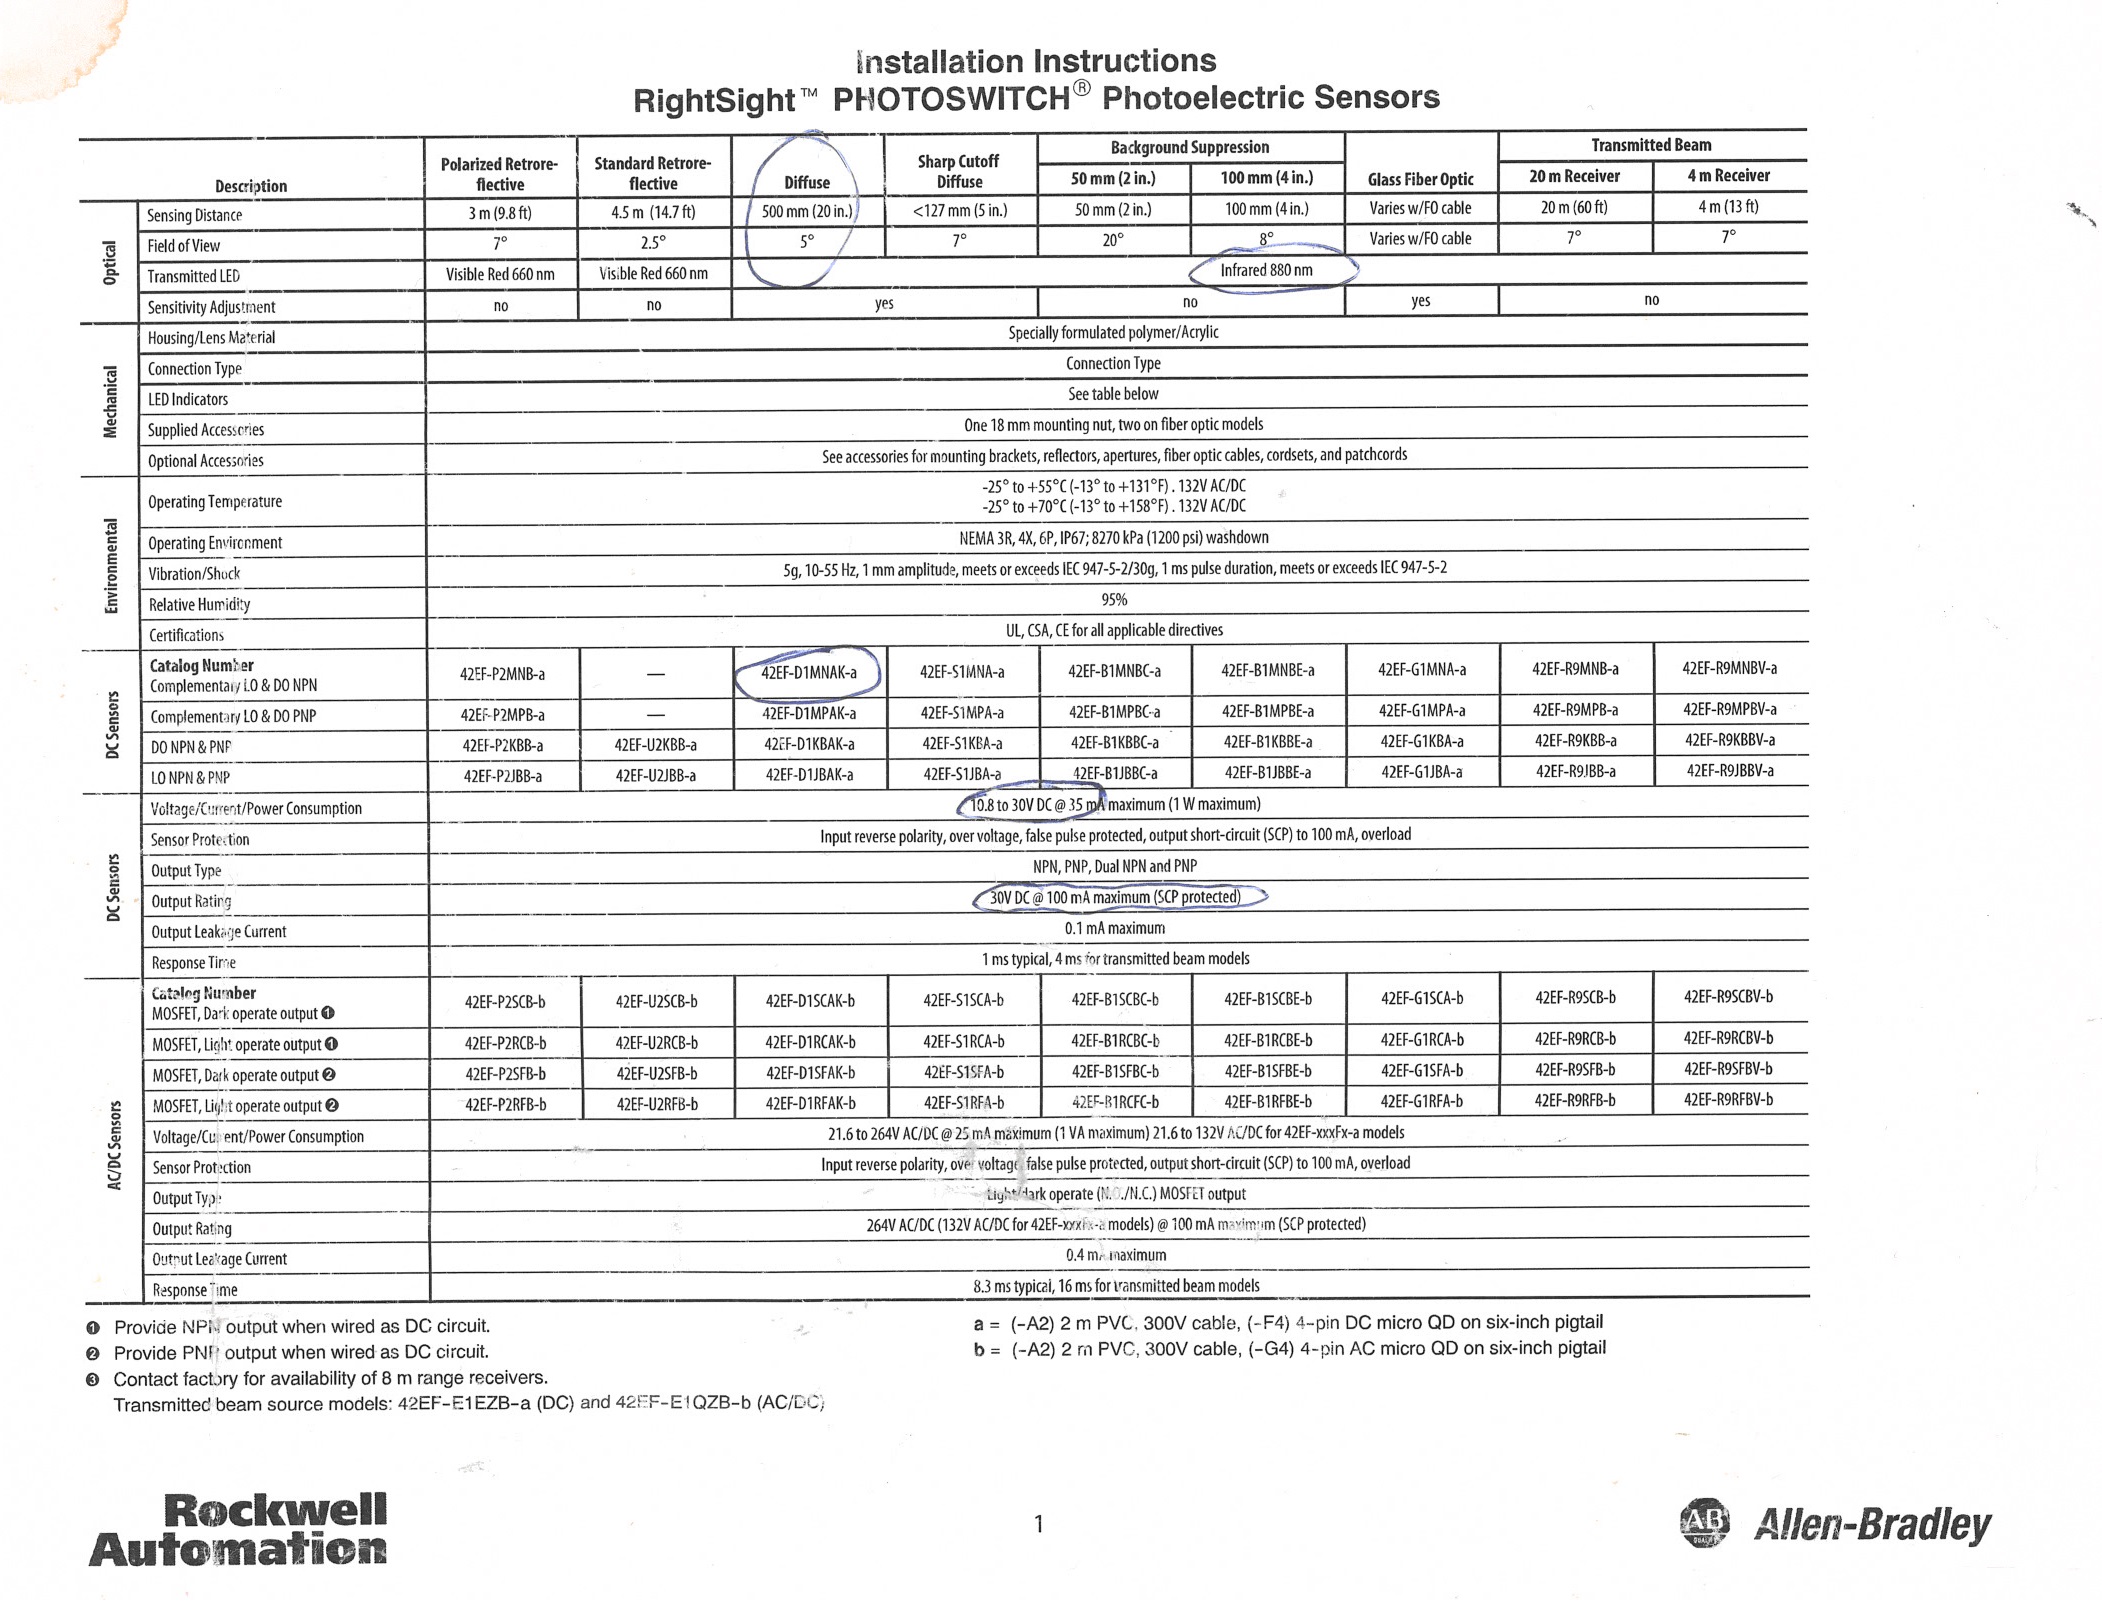 Installation Instructions
RightSight™ PHOTOSWITCH® Photoelectric Sensors
Description Polarized Retrore-flective Standard Retrore-flective Diffuse Sharp Cutoff Diffuse Background Suppression 50 mm (2 in.) 100 mm (4 in.) Glass Fiber Optic Transmitted Beam 20 m Receiver 4 m Receiver
Optical
Sensing Distance 3 m (9.8 ft) 4.5 m (14.7 ft) 500 mm (20 in.) <127 mm (5 in.) 50 mm (2 in.) 100 mm (4 in.) Varies w/FO cable 20 m (60 ft) 4 m (13 ft)
Field of View 7° 2.5° 5° 7° 20° 8° Varies w/FO cable 7° 7°
Transmitted LED Visible Red 660 nm Visible Red 660 nm Infrared 880 nm
Sensitivity Adjustment no no yes no yes no
Mechanical
Housing/Lens Material Specially formulated polymer/Acrylic
Connection Type Connection Type
LED Indicators See table below
Supplied Accessories One 18 mm mounting nut, two on fiber optic models
Optional Accessories See accessories for mounting brackets, reflectors, apertures, fiber optic cables, cordsets, and patchcords
Environmental
Operating Temperature -25° to +55°C (-13° to +131°F) . 132V AC/DC
-25° to +70°C (-13° to +158°F) . 132V AC/DC
Operating Environment NEMA 3R, 4X, 6P, IP67; 8270 kPa (1200 psi) washdown
Vibration/Shock 5g, 10-55 Hz, 1 mm amplitude, meets or exceeds IEC 947-5-2/30g, 1 ms pulse duration, meets or exceeds IEC 947-5-2
Relative Humidity 95%
Certifications UL, CSA, CE for all applicable directives
DC Sensors
Catalog Number
Complementary LO & DO NPN 42EF-P2MNB-a — 42EF-D1MNAK-a 42EF-S1MNA-a 42EF-B1MNBC-a 42EF-B1MNBE-a 42EF-G1MNA-a 42EF-R9MNB-a 42EF-R9MNBV-a
Complementary LO & DO PNP 42EF-P2MPB-a — 42EF-D1MPAK-a 42EF-S1MPA-a 42EF-B1MPBC-a 42EF-B1MPBE-a 42EF-G1MPA-a 42EF-R9MPB-a 42EF-R9MPBV-a
DO NPN & PNP 42EF-P2KBB-a 42EF-U2KBB-a 42EF-D1KBAK-a 42EF-S1KBA-a 42EF-B1KBBC-a 42EF-B1KBBE-a 42EF-G1KBA-a 42EF-R9KBB-a 42EF-R9KBBV-a
LO NPN & PNP 42EF-P2JBB-a 42EF-U2JBB-a 42EF-D1JBAK-a 42EF-S1JBA-a 42EF-B1JBBC-a 42EF-B1JBBE-a 42EF-G1JBA-a 42EF-R9JBB-a 42EF-R9JBBV-a
DC Sensors
Voltage/Current/Power Consumption 10.8 to 30V DC @ 35 mA maximum (1 W maximum)
Sensor Protection Input reverse polarity, over voltage, false pulse protected, output short-circuit (SCP) to 100 mA, overload
Output Type NPN, PNP, Dual NPN and PNP
Output Rating 30V DC @ 100 mA maximum (SCP protected)
Output Leakage Current 0.1 mA maximum
Response Time 1 ms typical, 4 ms for transmitted beam models
AC/DC Sensors
Catalog Number
MOSFET, Dark operate output ❶ 42EF-P2SCB-b 42EF-U2SCB-b 42EF-D1SCAK-b 42EF-S1SCA-b 42EF-B1SCBC-b 42EF-B1SCBE-b 42EF-G1SCA-b 42EF-R9SCB-b 42EF-R9SCBV-b
MOSFET, Light operate output ❶ 42EF-P2RCB-b 42EF-U2RCB-b 42EF-D1RCAK-b 42EF-S1RCA-b 42EF-B1RCBC-b 42EF-B1RCBE-b 42EF-G1RCA-b 42EF-R9RCB-b 42EF-R9RCBV-b
MOSFET, Dark operate output ❷ 42EF-P2SFB-b 42EF-U2SFB-b 42EF-D1SFAK-b 42EF-S1SFA-b 42EF-B1SFBC-b 42EF-B1SFBE-b 42EF-G1SFA-b 42EF-R9SFB-b 42EF-R9SFBV-b
MOSFET, Light operate output ❷ 42EF-P2RFB-b 42EF-U2RFB-b 42EF-D1RFAK-b 42EF-S1RFA-b 42EF-B1RCFC-b 42EF-B1RFBE-b 42EF-G1RFA-b 42EF-R9RFB-b 42EF-R9RFBV-b
Voltage/Current/Power Consumption 21.6 to 264V AC/DC @ 25 mA maximum (1 VA maximum) 21.6 to 132V AC/DC for 42EF-xxxFx-a models
Sensor Protection Input reverse polarity, over voltage, false pulse protected, output short-circuit (SCP) to 100 mA, overload
Output Type Light/dark operate (N.O./N.C.) MOSFET output
Output Rating 264V AC/DC (132V AC/DC for 42EF-xxxFx-a models) @ 100 mA maximum (SCP protected)
Output Leakage Current 0.4 mA maximum
Response Time 8.3 ms typical, 16 ms for transmitted beam models
❶ Provide NPN output when wired as DC circuit.
❷ Provide PNP output when wired as DC circuit.
❸ Contact factory for availability of 8 m range receivers.
Transmitted beam source models: 42EF-E1EZB-a (DC) and 42EF-E1QZB-b (AC/DC)
a = (-A2) 2 m PVC, 300V cable, (-F4) 4-pin DC micro QD on six-inch pigtail
b = (-A2) 2 m PVC, 300V cable, (-G4) 4-pin AC micro QD on six-inch pigtail
Rockwell
Automation
1
AB
Allen-Bradley